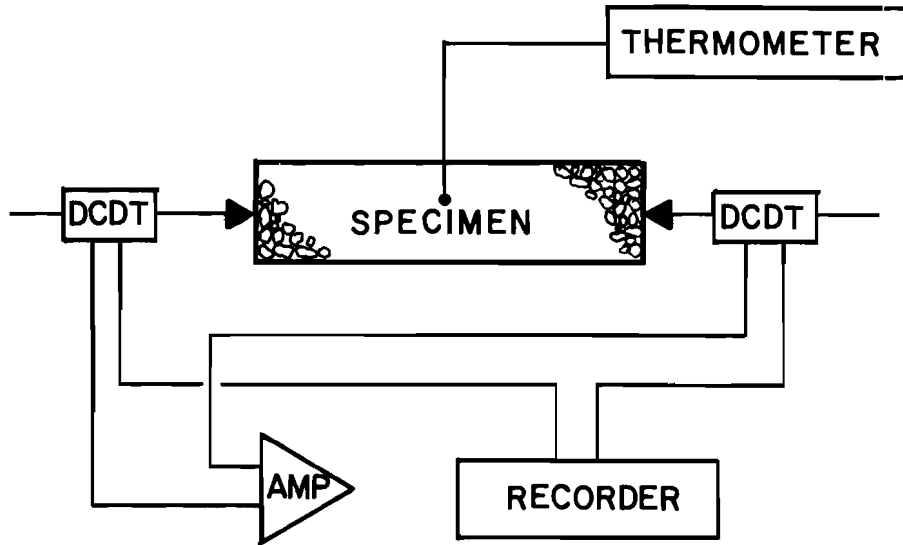 THERMOMETER
DCDT
SPECIMEN
DCDT
AMP
RECORDER